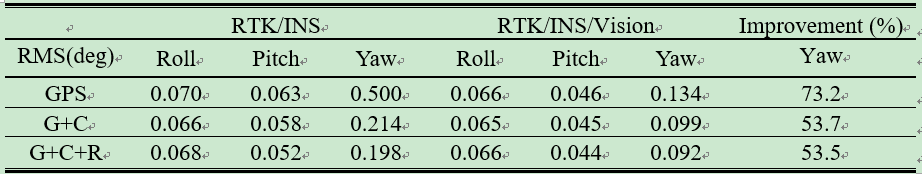 RTK/INS RTK/INS/Vision Improvement (%)
RMS(deg) Roll Pitch Yaw Roll Pitch Yaw Yaw
GPS 0.070 0.063 0.500 0.066 0.046 0.134 73.2
G+C 0.066 0.058 0.214 0.065 0.045 0.099 53.7
G+C+R 0.068 0.052 0.198 0.066 0.044 0.092 53.5